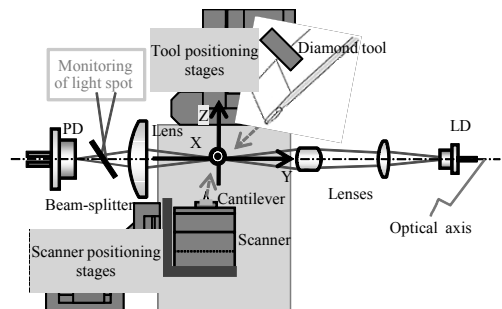 Tool positioning
stages
Diamond tool
Monitoring
of light spot
PD
Lens
Z
X
Y
LD
Beam-splitter
Cantilever
Lenses
Scanner
Optical
axis
Scanner positioning
stages